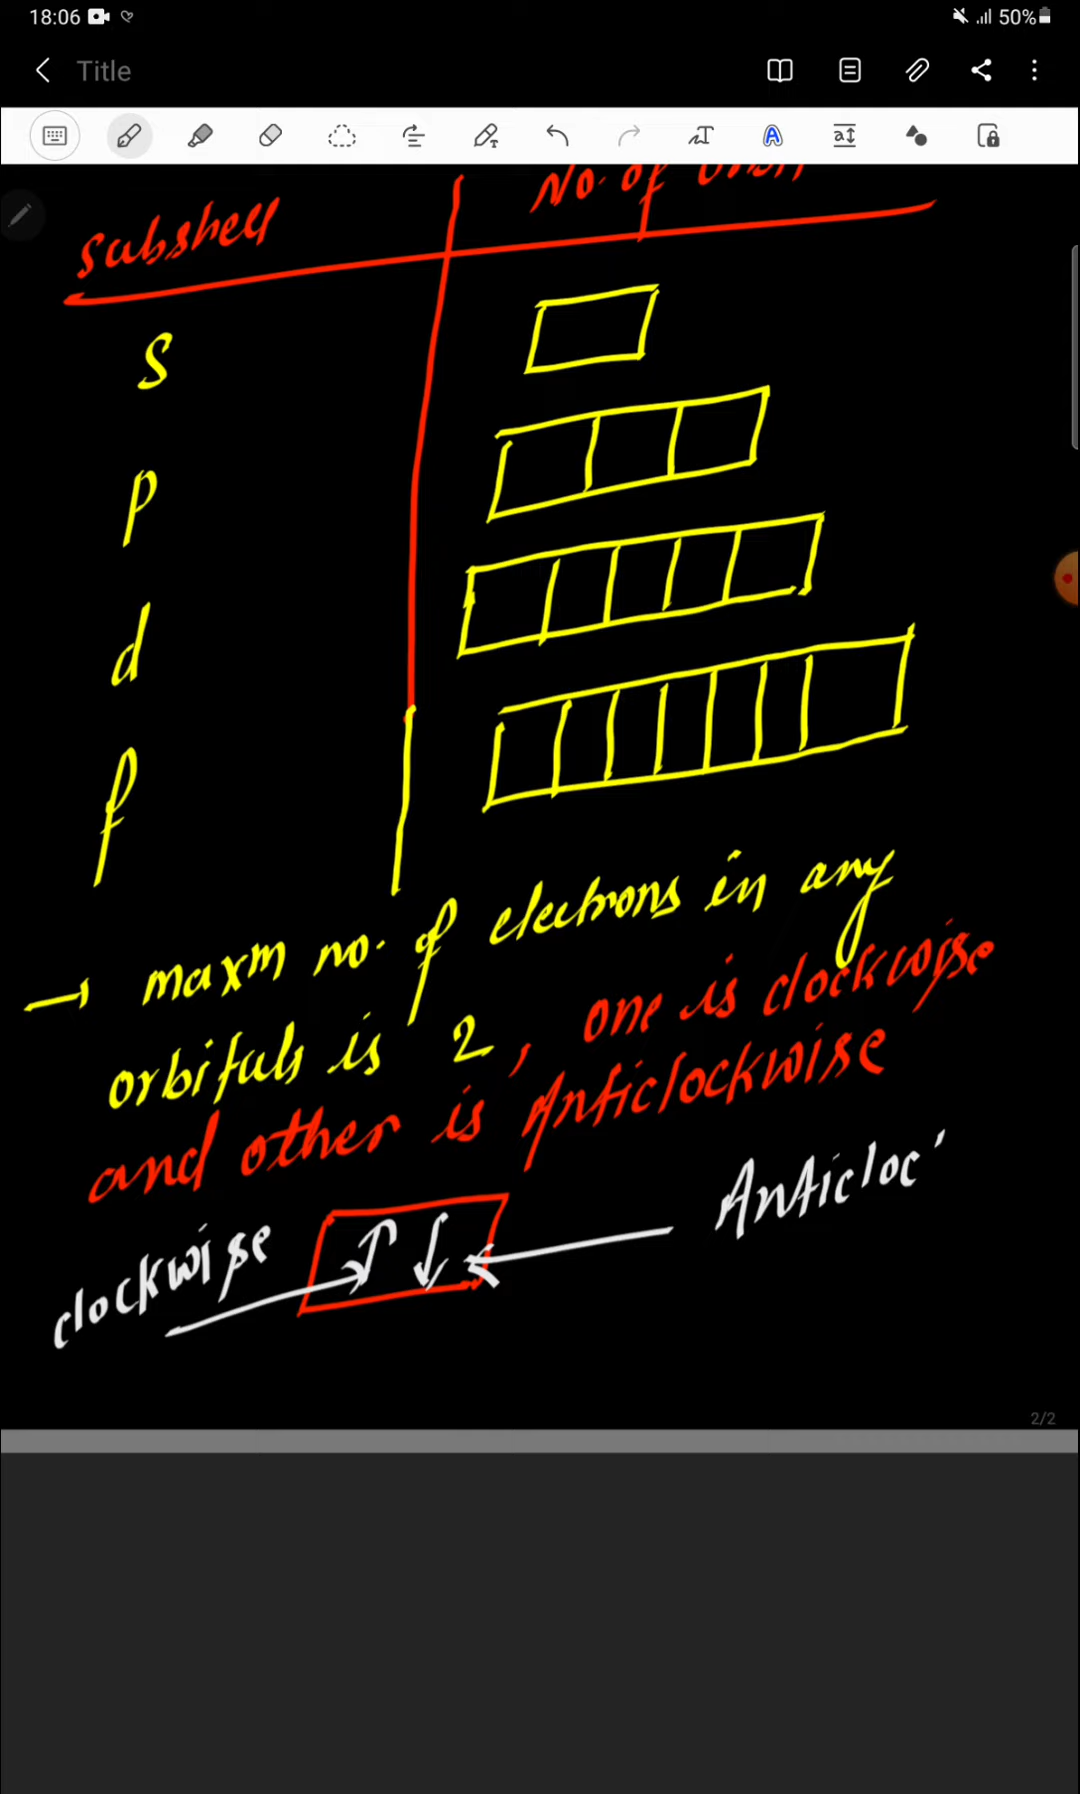 18:06
50%
Title
subshell
No. of
s
p
d
f
→ maxm no. of electrons in any
orbitals is 2, one is clockwise
and other is Anticlockwise
clockwise ↑ ↓ Anticloc
2/2